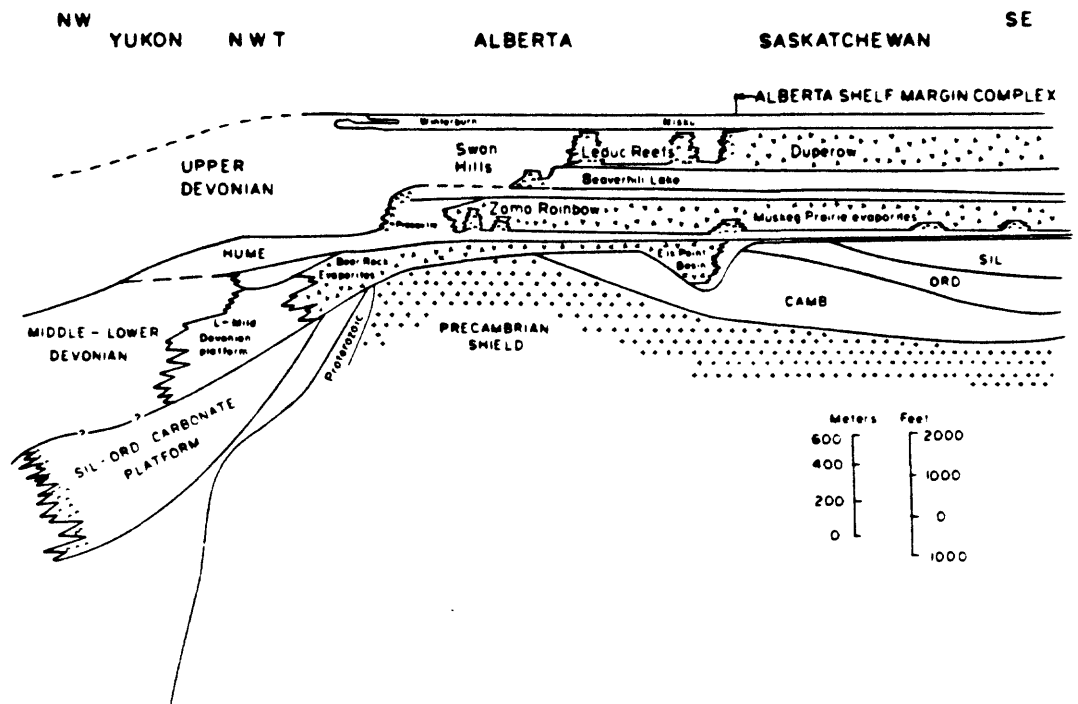 NW
SE
YUKON NWT ALBERTA SASKATCHEWAN
ALBERTA SHELF MARGIN COMPLEX
Winterburn Nisku
UPPER
DEVONIAN
Swan
Hills
Leduc Reefs
Duperow
Beaverhill Lake
Zama Rainbow
Muskeg Prairie evaporites
Presqu'ile
HUME
Bear Rock
Evaporites
Elk Point
Basin
SIL
ORD
CAMB
MIDDLE-LOWER
DEVONIAN
L-Mid
Devonian
platform
Proterozoic
PRECAMBRIAN
SHIELD
?
?
SIL-ORD CARBONATE
PLATFORM
Meters Feet
600
400
200
0
2000
1000
0
1000